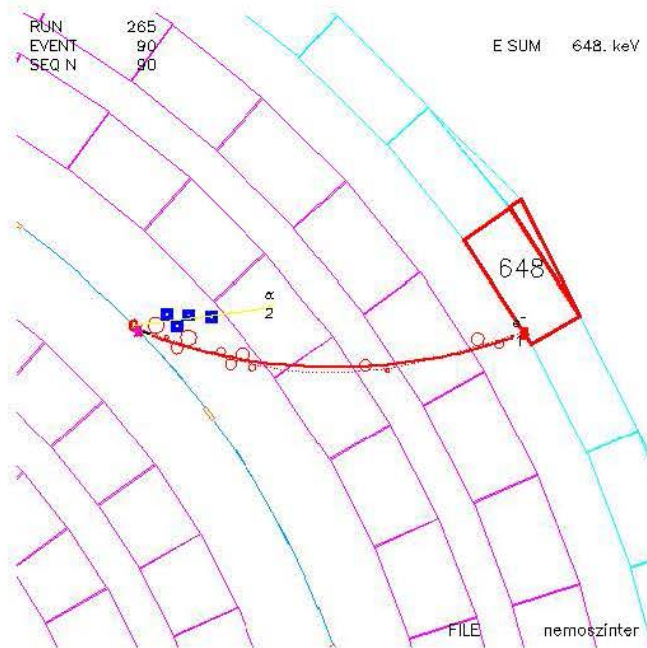 RUN 265
EVENT 90
SEQ N 90
E SUM 648. keV
648
α
2
e-
1
FILE nemoszinter